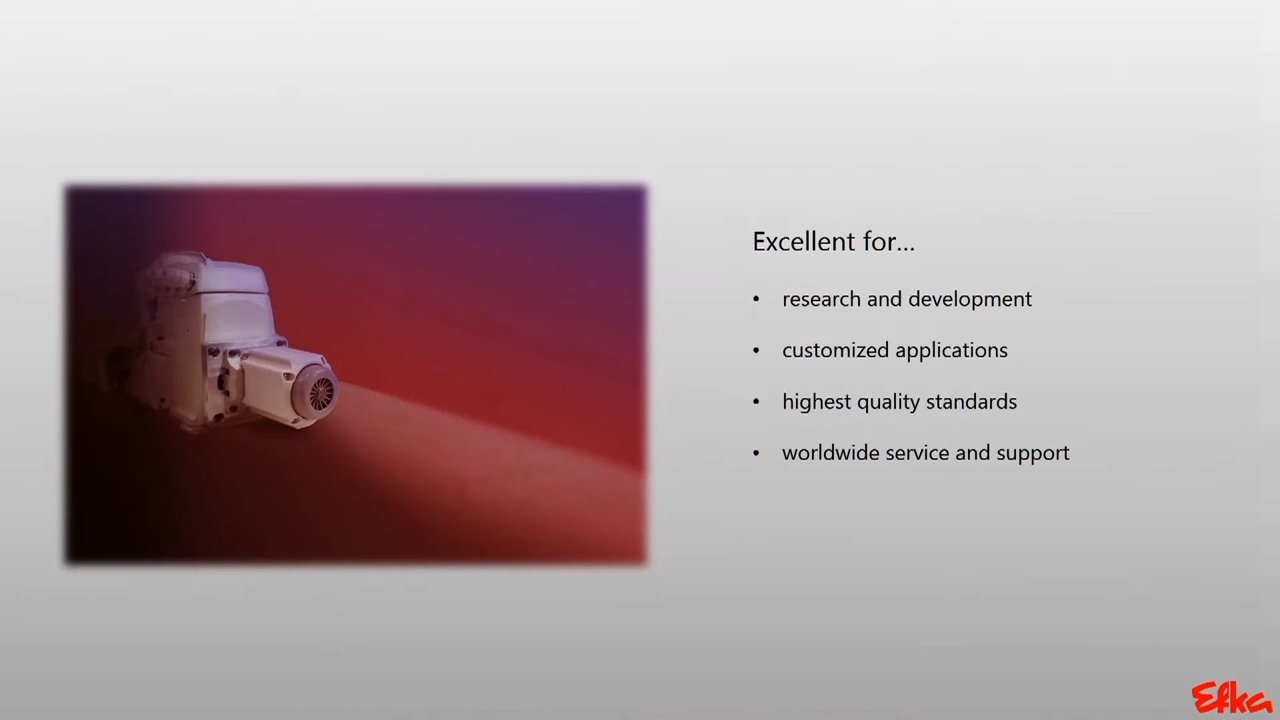 Excellent for...
• research and development
• customized applications
• highest quality standards
• worldwide service and support
Efka